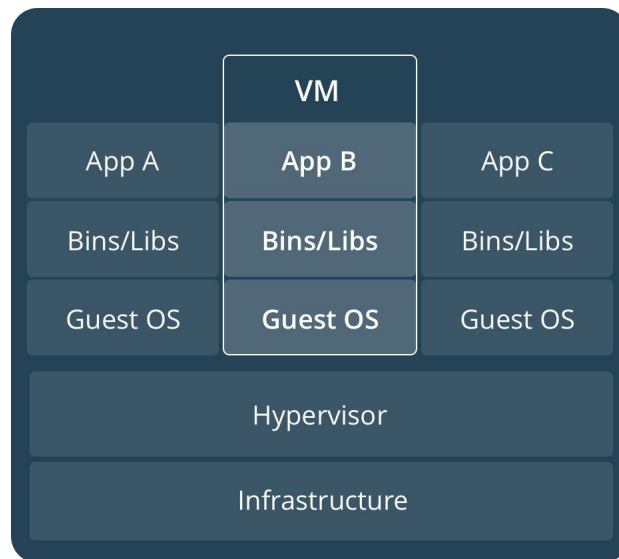 VM
App A App B App C
Bins/Libs Bins/Libs Bins/Libs
Guest OS Guest OS Guest OS
Hypervisor
Infrastructure